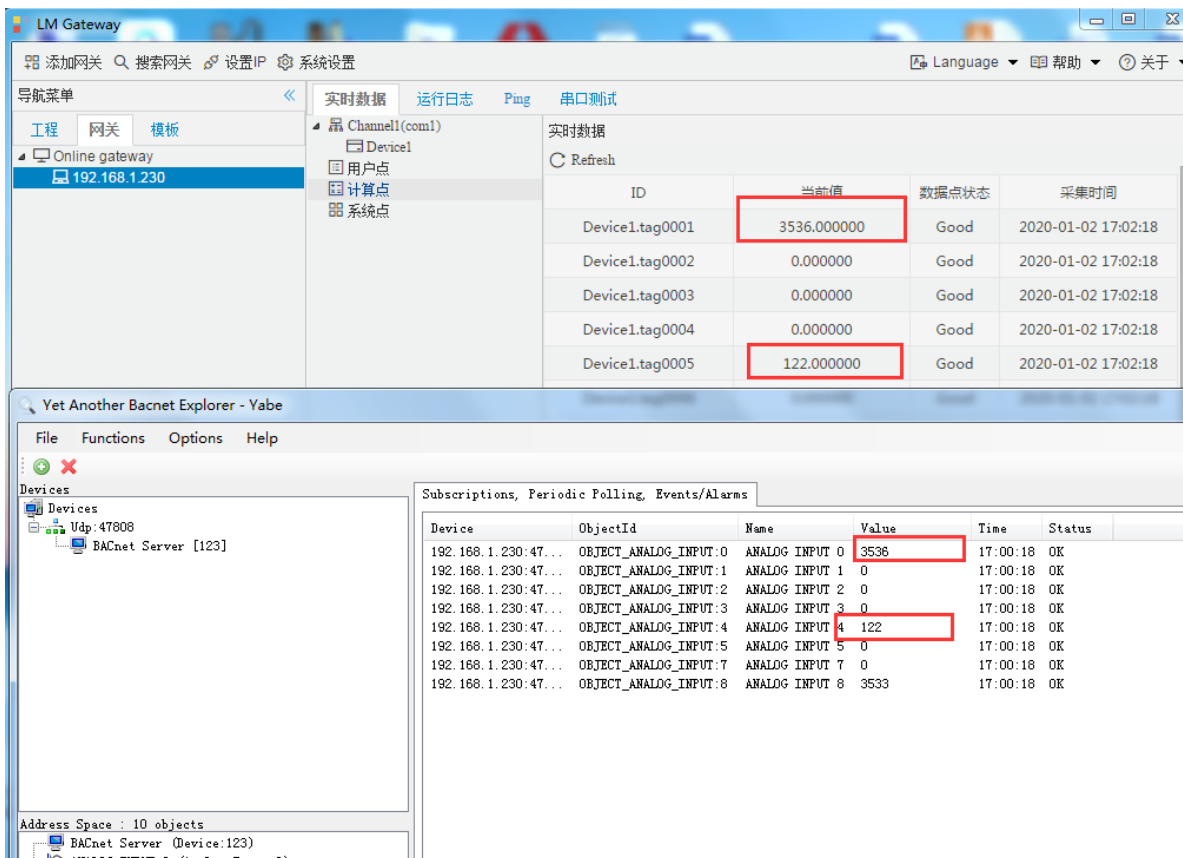 LM Gateway
添加网关 搜索网关 设置IP 系统设置 Language 帮助 关于
导航菜单
实时数据 运行日志 Ping 串口测试
工程 网关 模板
Online gateway
192.168.1.230
Channel1(com1)
Device1
用户点
计算点
系统点
实时数据
Refresh
ID 当前值 数据点状态 采集时间
Device1.tag0001 3536.000000 Good 2020-01-02 17:02:18
Device1.tag0002 0.000000 Good 2020-01-02 17:02:18
Device1.tag0003 0.000000 Good 2020-01-02 17:02:18
Device1.tag0004 0.000000 Good 2020-01-02 17:02:18
Device1.tag0005 122.000000 Good 2020-01-02 17:02:18
Yet Another Bacnet Explorer - Yabe
File Functions Options Help
Devices
Devices
Udp:47808
BACnet Server [123]
Subscriptions, Periodic Polling, Events/Alarms
Device ObjectId Name Value Time Status
192.168.1.230:47... OBJECT_ANALOG_INPUT:0 ANALOG INPUT 0 3536 17:00:18 OK
192.168.1.230:47... OBJECT_ANALOG_INPUT:1 ANALOG INPUT 1 0 17:00:18 OK
192.168.1.230:47... OBJECT_ANALOG_INPUT:2 ANALOG INPUT 2 0 17:00:18 OK
192.168.1.230:47... OBJECT_ANALOG_INPUT:3 ANALOG INPUT 3 0 17:00:18 OK
192.168.1.230:47... OBJECT_ANALOG_INPUT:4 ANALOG INPUT 4 122 17:00:18 OK
192.168.1.230:47... OBJECT_ANALOG_INPUT:5 ANALOG INPUT 5 0 17:00:18 OK
192.168.1.230:47... OBJECT_ANALOG_INPUT:7 ANALOG INPUT 7 0 17:00:18 OK
192.168.1.230:47... OBJECT_ANALOG_INPUT:8 ANALOG INPUT 8 3533 17:00:18 OK
Address Space : 10 objects
BACnet Server (Device:123)